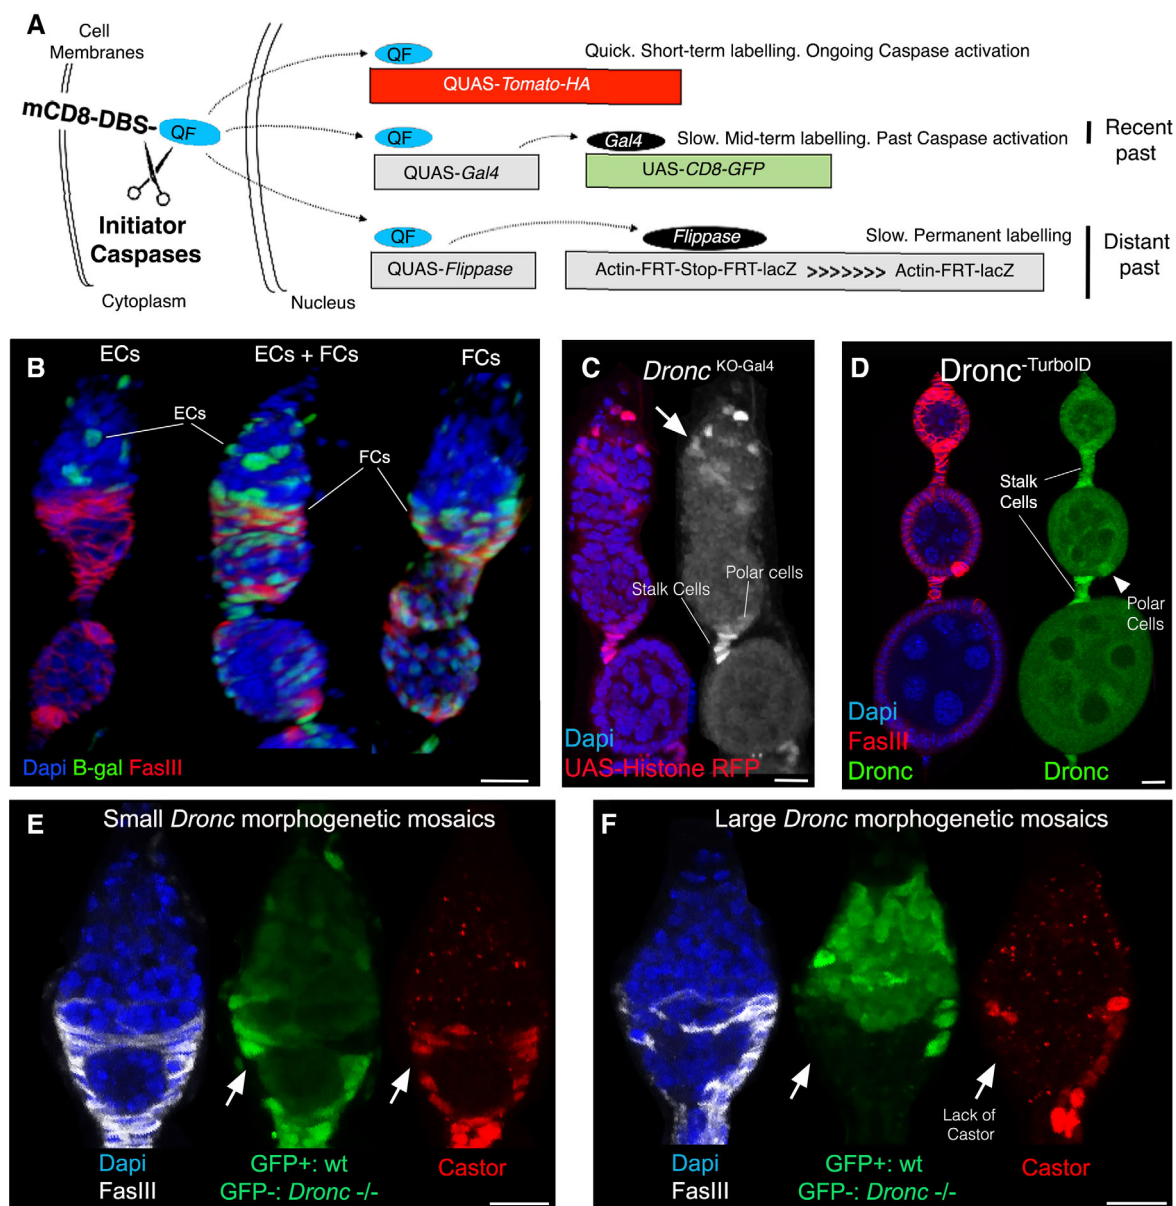 A
Cell
Membranes
mCD8-DBS-
QF
Initiator
Caspases
Cytoplasm
Nucleus
QF
Quick. Short-term labelling. Ongoing Caspase activation
QUAS-Tomato-HA
QF
Gal4
Slow. Mid-term labelling. Past Caspase activation
QUAS-Gal4
UAS-CD8-GFP
Recent
past
QF
Flippase
Slow. Permanent labelling
QUAS-Flippase
Actin-FRT-Stop-FRT-lacZ >>>>>>> Actin-FRT-lacZ
Distant
past
B
ECs
ECs + FCs
FCs
ECs
FCs
Dapi B-gal FasIII
C
Dronc KO-Gal4
Stalk Cells
Polar cells
Dapi
UAS-Histone RFP
D
Dronc-TurboID
Stalk
Cells
Polar
Cells
Dapi
FasIII
Dronc
Dronc
E
Small Dronc morphogenetic mosaics
Dapi
FasIII
GFP+: wt
GFP-: Dronc -/-
Castor
F
Large Dronc morphogenetic mosaics
Lack of
Castor
Dapi
FasIII
GFP+: wt
GFP-: Dronc -/-
Castor